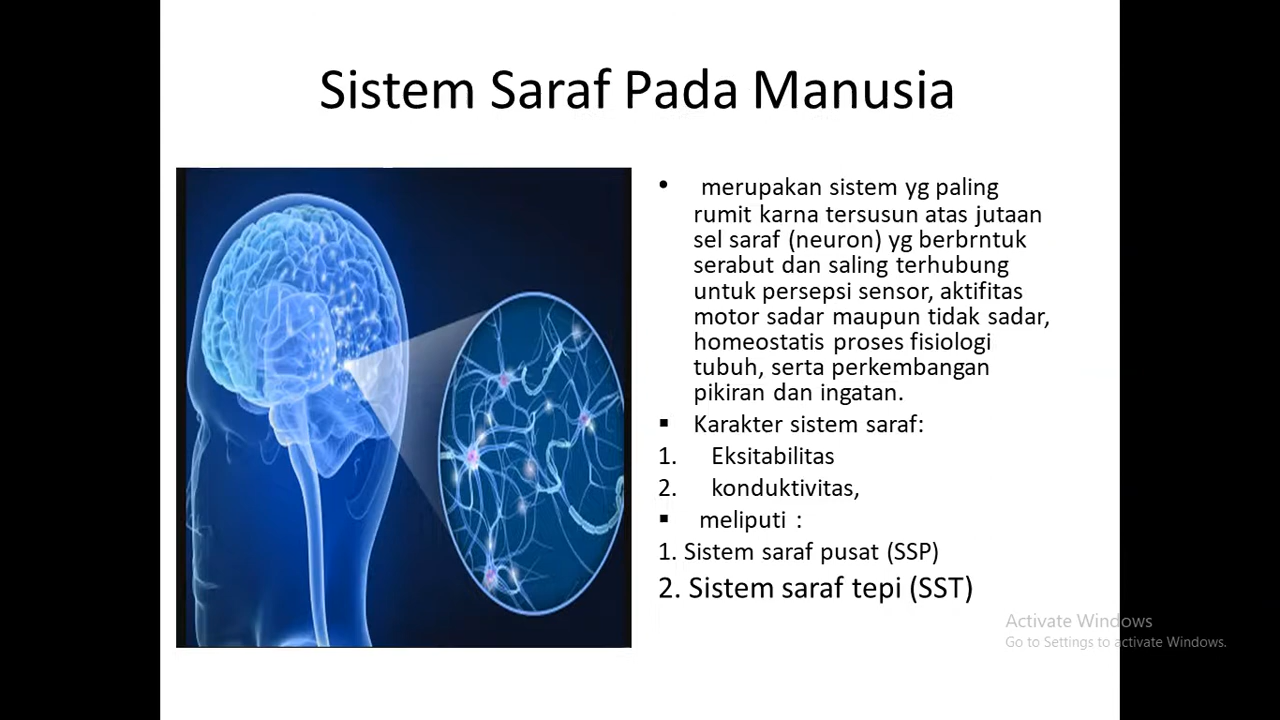 Sistem Saraf Pada Manusia
• merupakan sistem yg paling
rumit karna tersusun atas jutaan
sel saraf (neuron) yg berbrntuk
serabut dan saling terhubung
untuk persepsi sensor, aktifitas
motor sadar maupun tidak sadar,
homeostatis proses fisiologi
tubuh, serta perkembangan
pikiran dan ingatan.
▪ Karakter sistem saraf:
1. Eksitabilitas
2. konduktivitas,
▪ meliputi :
1. Sistem saraf pusat (SSP)
2. Sistem saraf tepi (SST)
Activate Windows
Go to Settings to activate Windows.